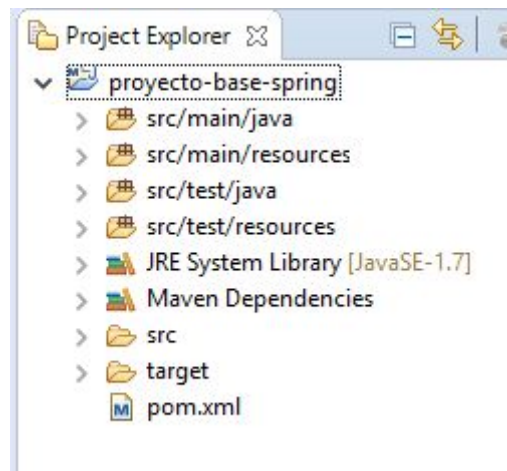 Project Explorer
proyecto-base-spring
src/main/java
src/main/resources
src/test/java
src/test/resources
JRE System Library [JavaSE-1.7]
Maven Dependencies
src
target
pom.xml